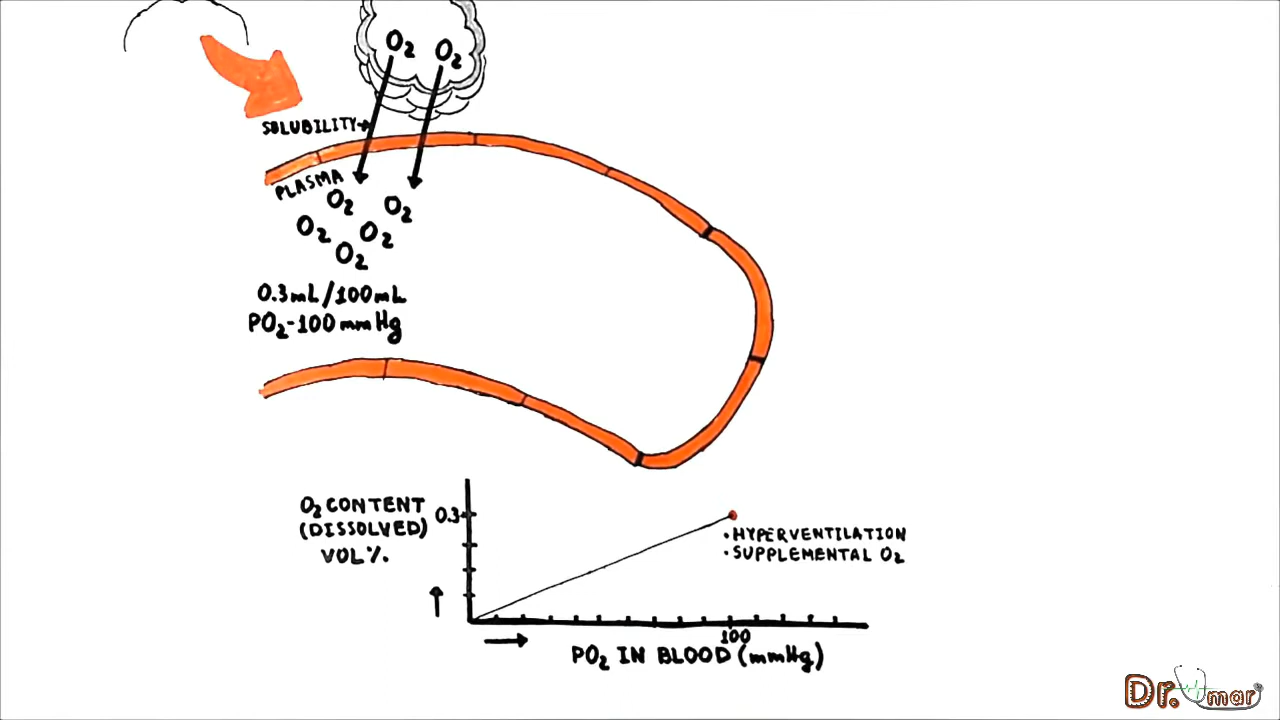 O₂ O₂
SOLUBILITY
PLASMA
O₂ O₂
O₂ O₂
O₂
0.3mL/100mL
PO₂-100mmHg
O₂ CONTENT
(DISSOLVED)
VOL%
0.3
• HYPERVENTILATION
• SUPPLEMENTAL O₂
100
PO₂ IN BLOOD (mmHg)
Dr. Umar